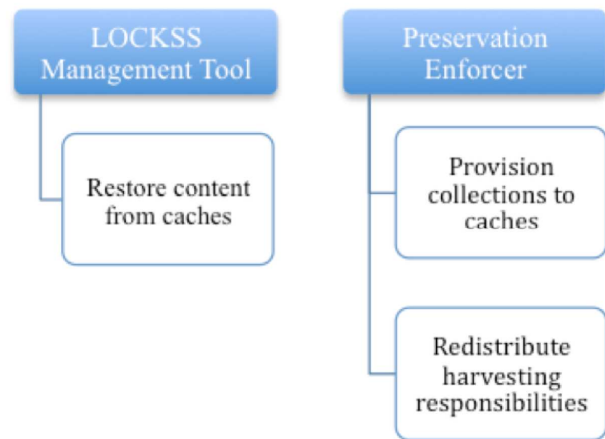 LOCKSS
Management Tool
Restore content
from caches
Preservation
Enforcer
Provision
collections to
caches
Redistribute
harvesting
responsibilities